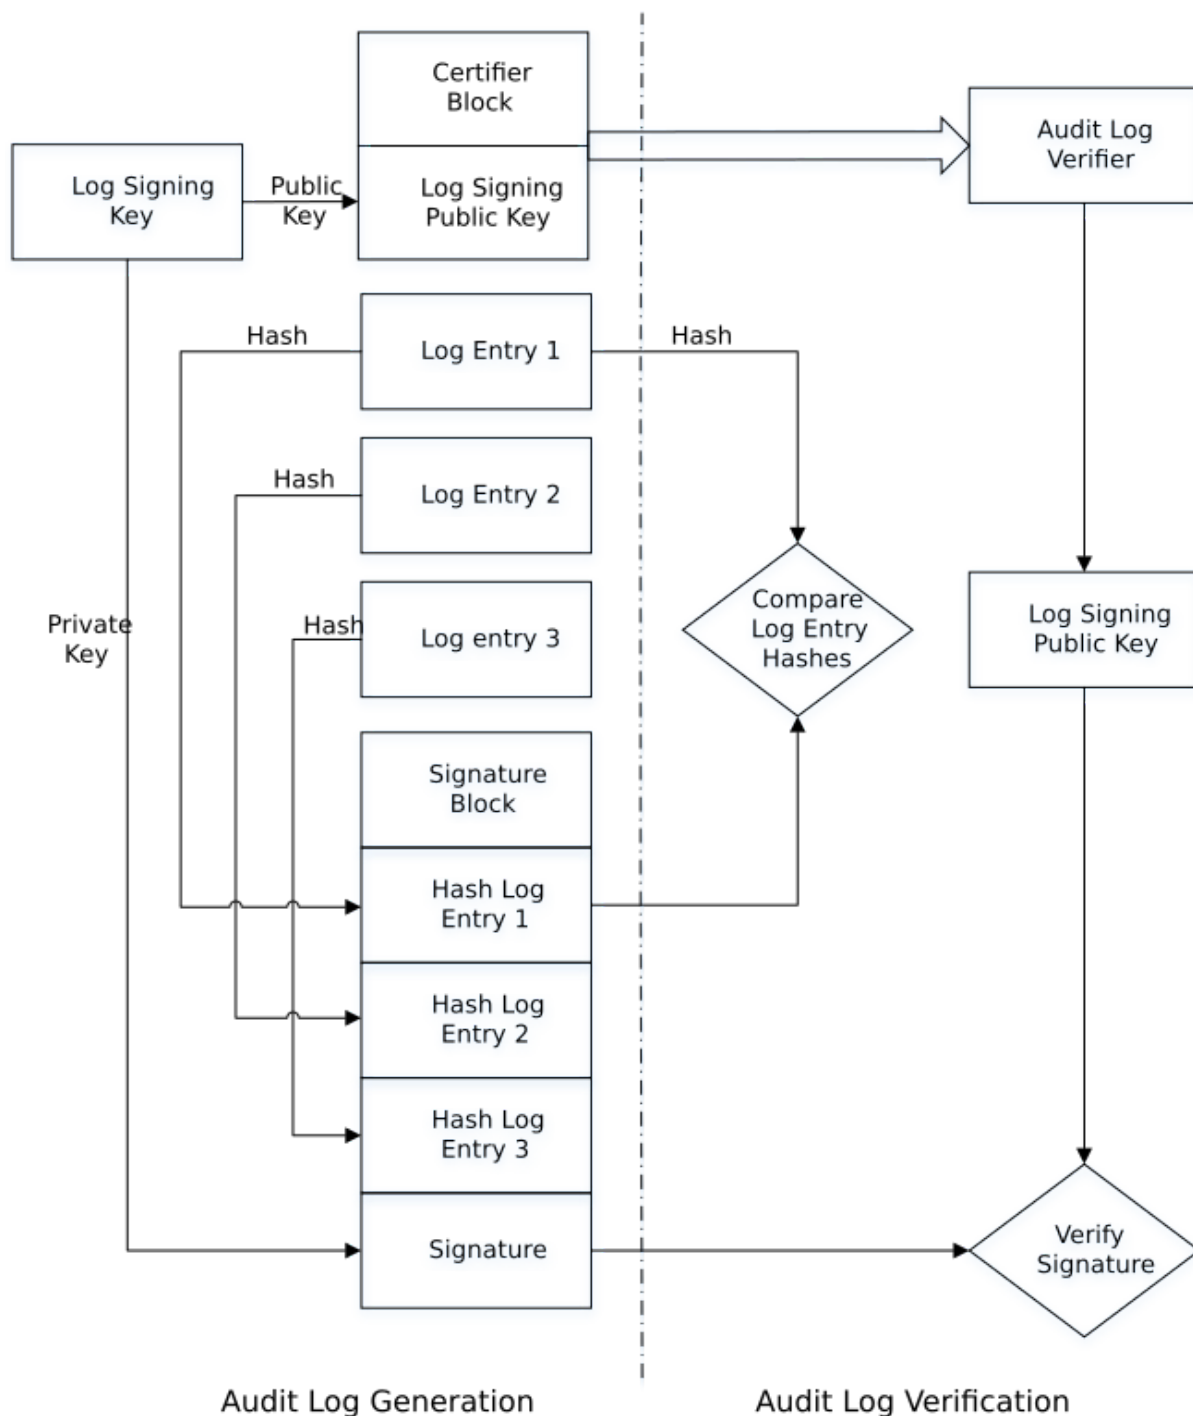 Certifier
Block
Audit Log
Verifier
Log Signing
Key
Public
Key
Log Signing
Public Key
Hash
Log Entry 1
Hash
Hash
Log Entry 2
Compare
Log Entry
Hashes
Log Signing
Public Key
Private
Key
Hash
Log entry 3
Signature
Block
Hash Log
Entry 1
Hash Log
Entry 2
Hash Log
Entry 3
Signature
Verify
Signature
Audit Log Generation
Audit Log Verification